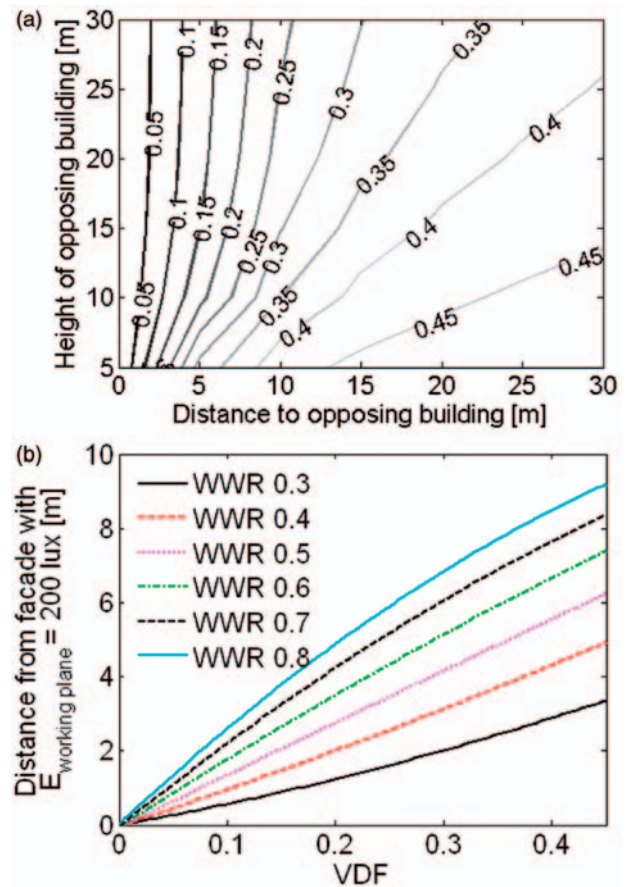 (a)
30
25
20
15
10
5
Height of opposing building [m]
0.05
0.1
0.15
0.2
0.25
0.3
0.35
0.4
0.05
0.1
0.15
0.2
0.25
0.3
0.35
0.35
0.4
0.4
0.45
0.45
0 5 10 15 20 25 30
Distance to opposing building [m]
(b)
10
8
6
4
2
0
Distance from facade with
E working plane = 200 lux [m]
WWR 0.3
WWR 0.4
WWR 0.5
WWR 0.6
WWR 0.7
WWR 0.8
0 0.1 0.2 0.3 0.4
VDF